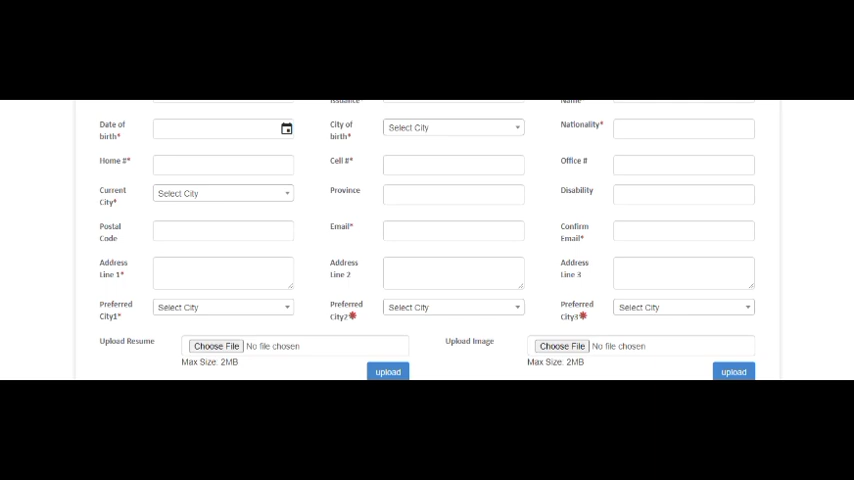 Issuance Name
Date of birth* City of birth* Select City Nationality*
Home #* Cell #* Office #
Current City* Select City Province Disability
Postal Code Email* Confirm Email*
Address Line 1* Address Line 2 Address Line 3
Preferred City1* Select City Preferred City2* Select City Preferred City3* Select City
Upload Resume Choose File No file chosen Upload Image Choose File No file chosen
Max Size: 2MB Max Size: 2MB
upload upload